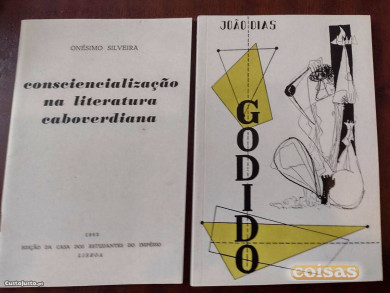 ONÉSIMO SILVEIRA
consciencialização
na literatura
caboverdiana
EDIÇÃO DA CASA DOS ESTUDANTES DO IMPÉRIO
LISBOA
JOÃO DIAS
GODIDO
CustoJusto.pt
coisas